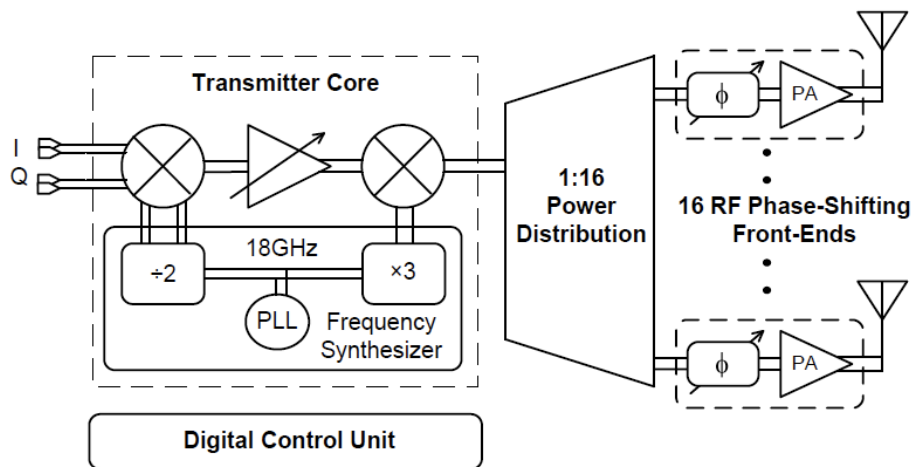 Transmitter Core
I
Q
18GHz
÷2
×3
PLL
Frequency
Synthesizer
Digital Control Unit
1:16
Power
Distribution
ϕ
PA
16 RF Phase-Shifting
Front-Ends
ϕ
PA